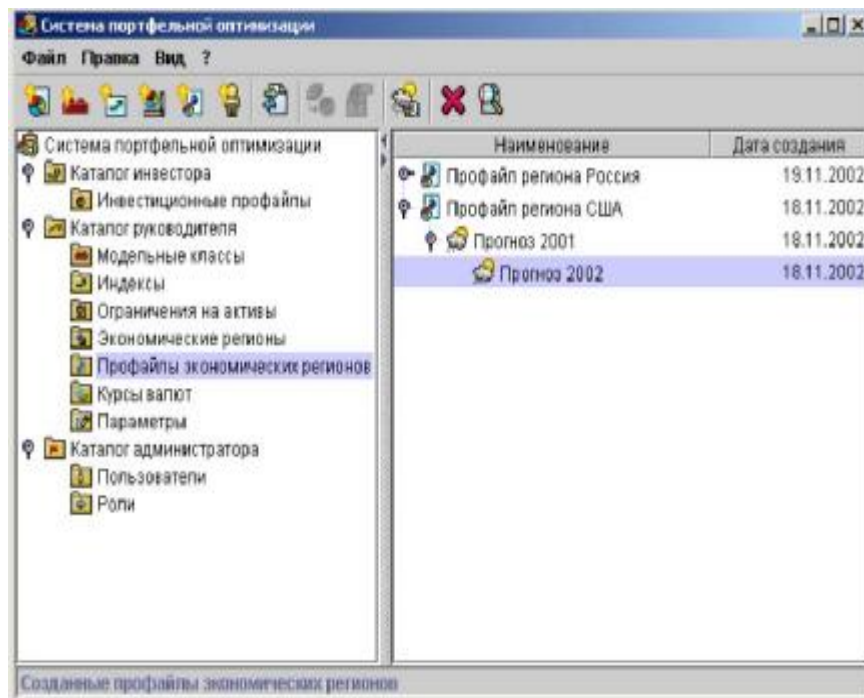 Система портфельной оптимизации
Файл Правка Вид ?
Система портфельной оптимизации
Каталог инвестора
Инвестиционные профайлы
Каталог руководителя
Модельные классы
Индексы
Ограничения на активы
Экономические регионы
Профайлы экономических регионов
Курсы валют
Параметры
Каталог администратора
Пользователи
Роли
Наименование Дата создания
Профайл региона Россия 19.11.2002
Профайл региона США 18.11.2002
Прогноз 2001 18.11.2002
Прогноз 2002 18.11.2002
Созданные профайлы экономических регионов